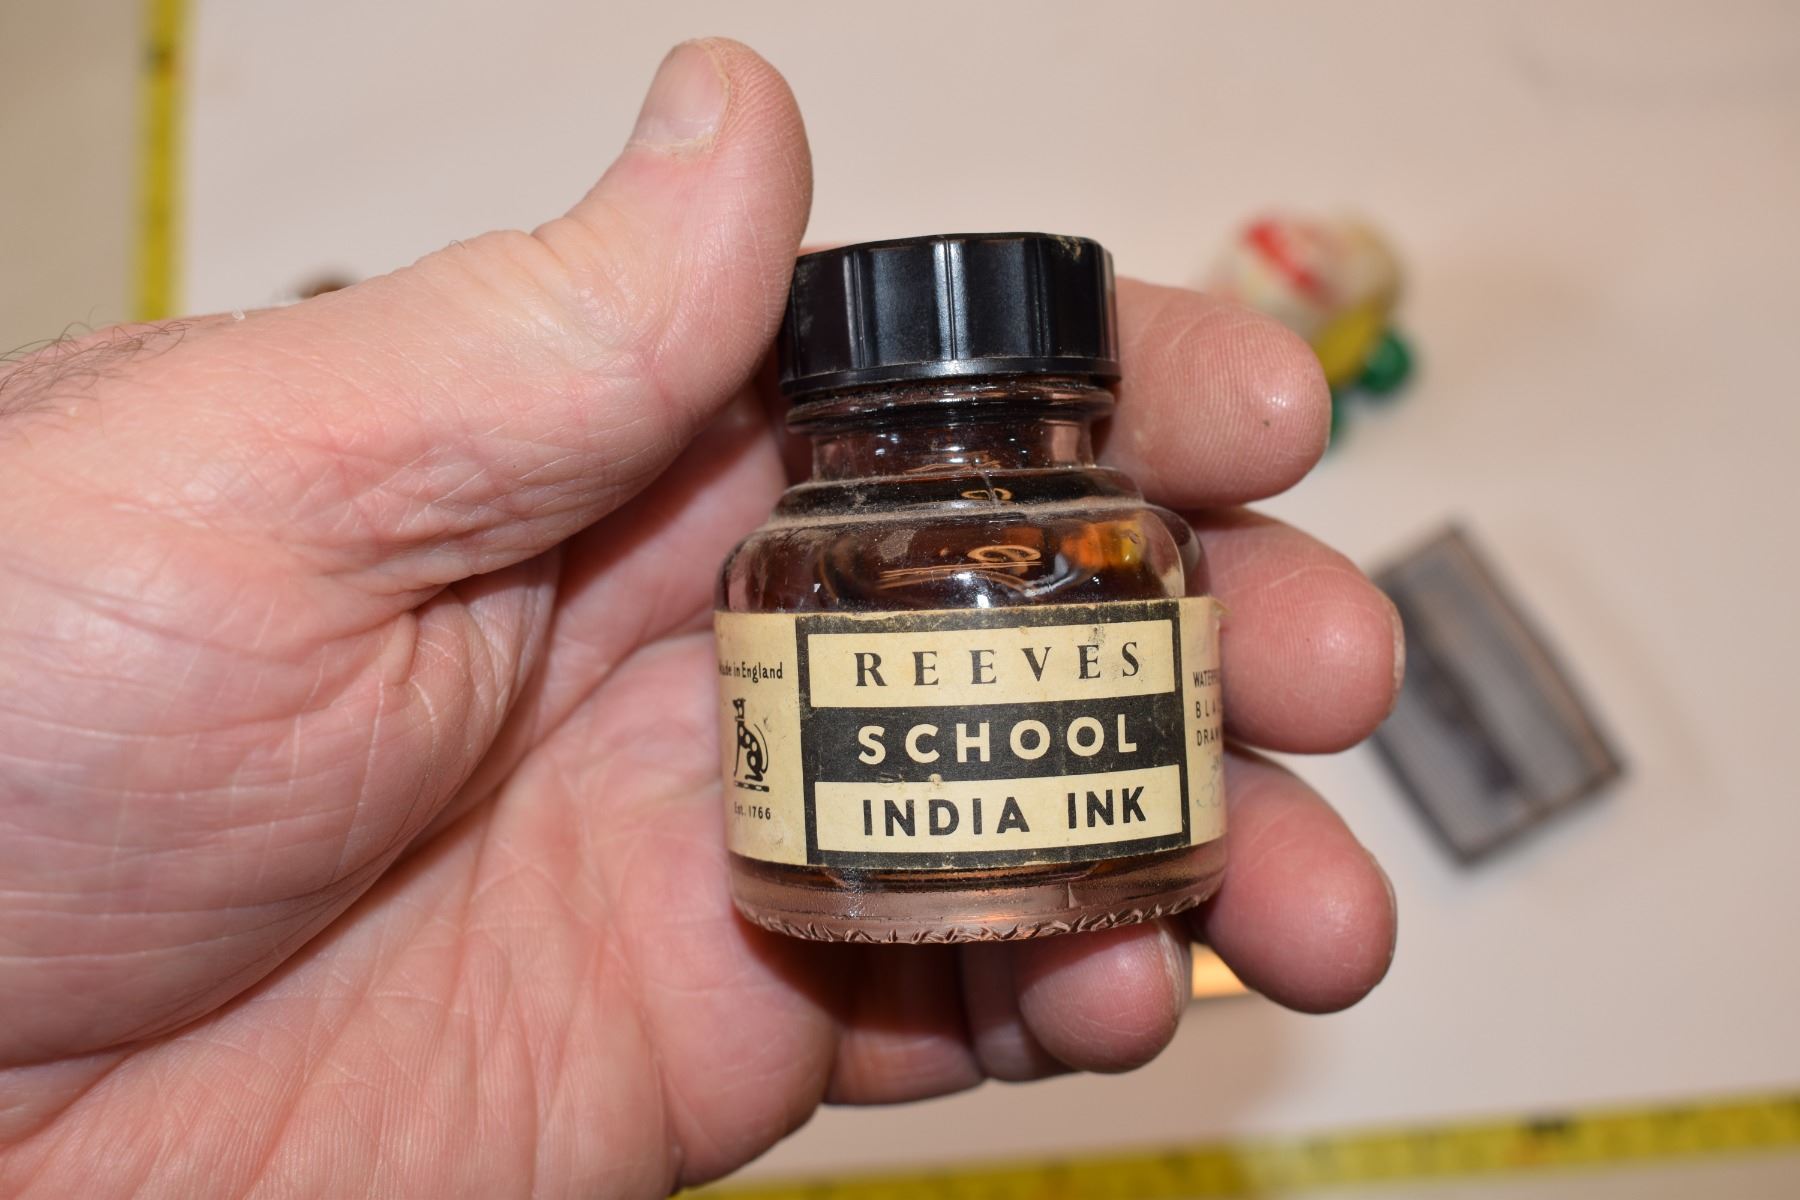 Made in England
Est. 1766
REEVES
SCHOOL
INDIA INK